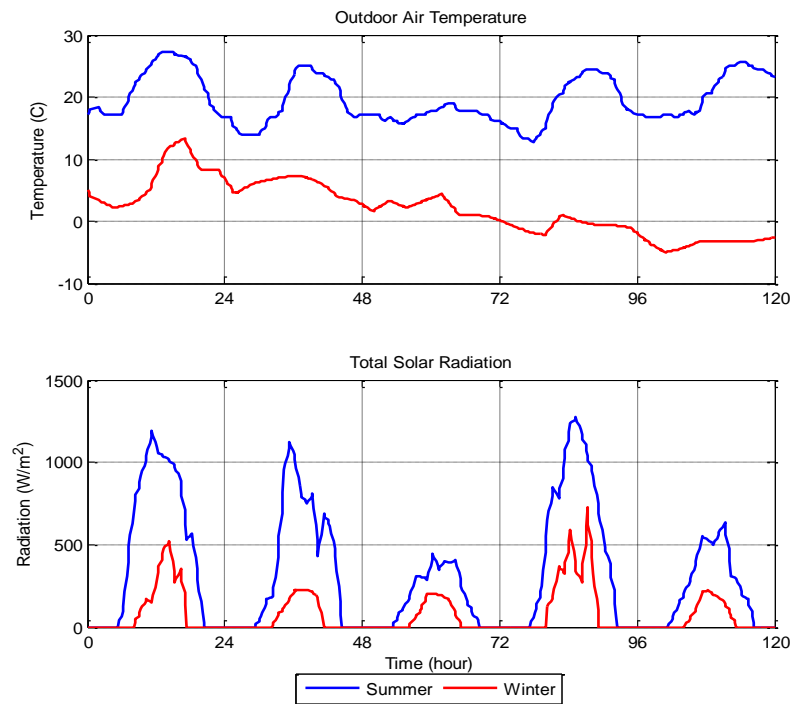 Outdoor Air Temperature
30
20
10
0
-10
Temperature (C)
0 24 48 72 96 120
Total Solar Radiation
1500
1000
500
0
Radiation (W/m²)
0 24 48 72 96 120
Time (hour)
Summer Winter